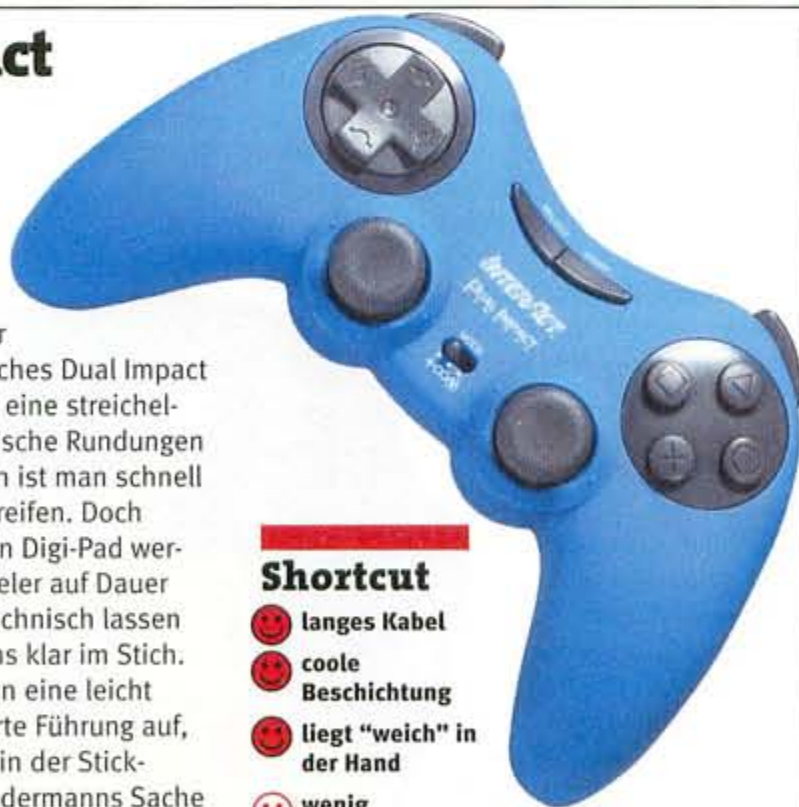 ct
r
ches Dual Impact
eine streichel-
ische Rundungen
n ist man schnell
reifen. Doch
n Digi-Pad wer-
eler auf Dauer
chnisch lassen
ns klar im Stich.
n eine leicht
rte Führung auf,
in der Stick-
dermanns Sache
Shortcut
langes Kabel
coole
Beschichtung
liegt "weich" in
der Hand
wenig
InterAct
Dual Impact